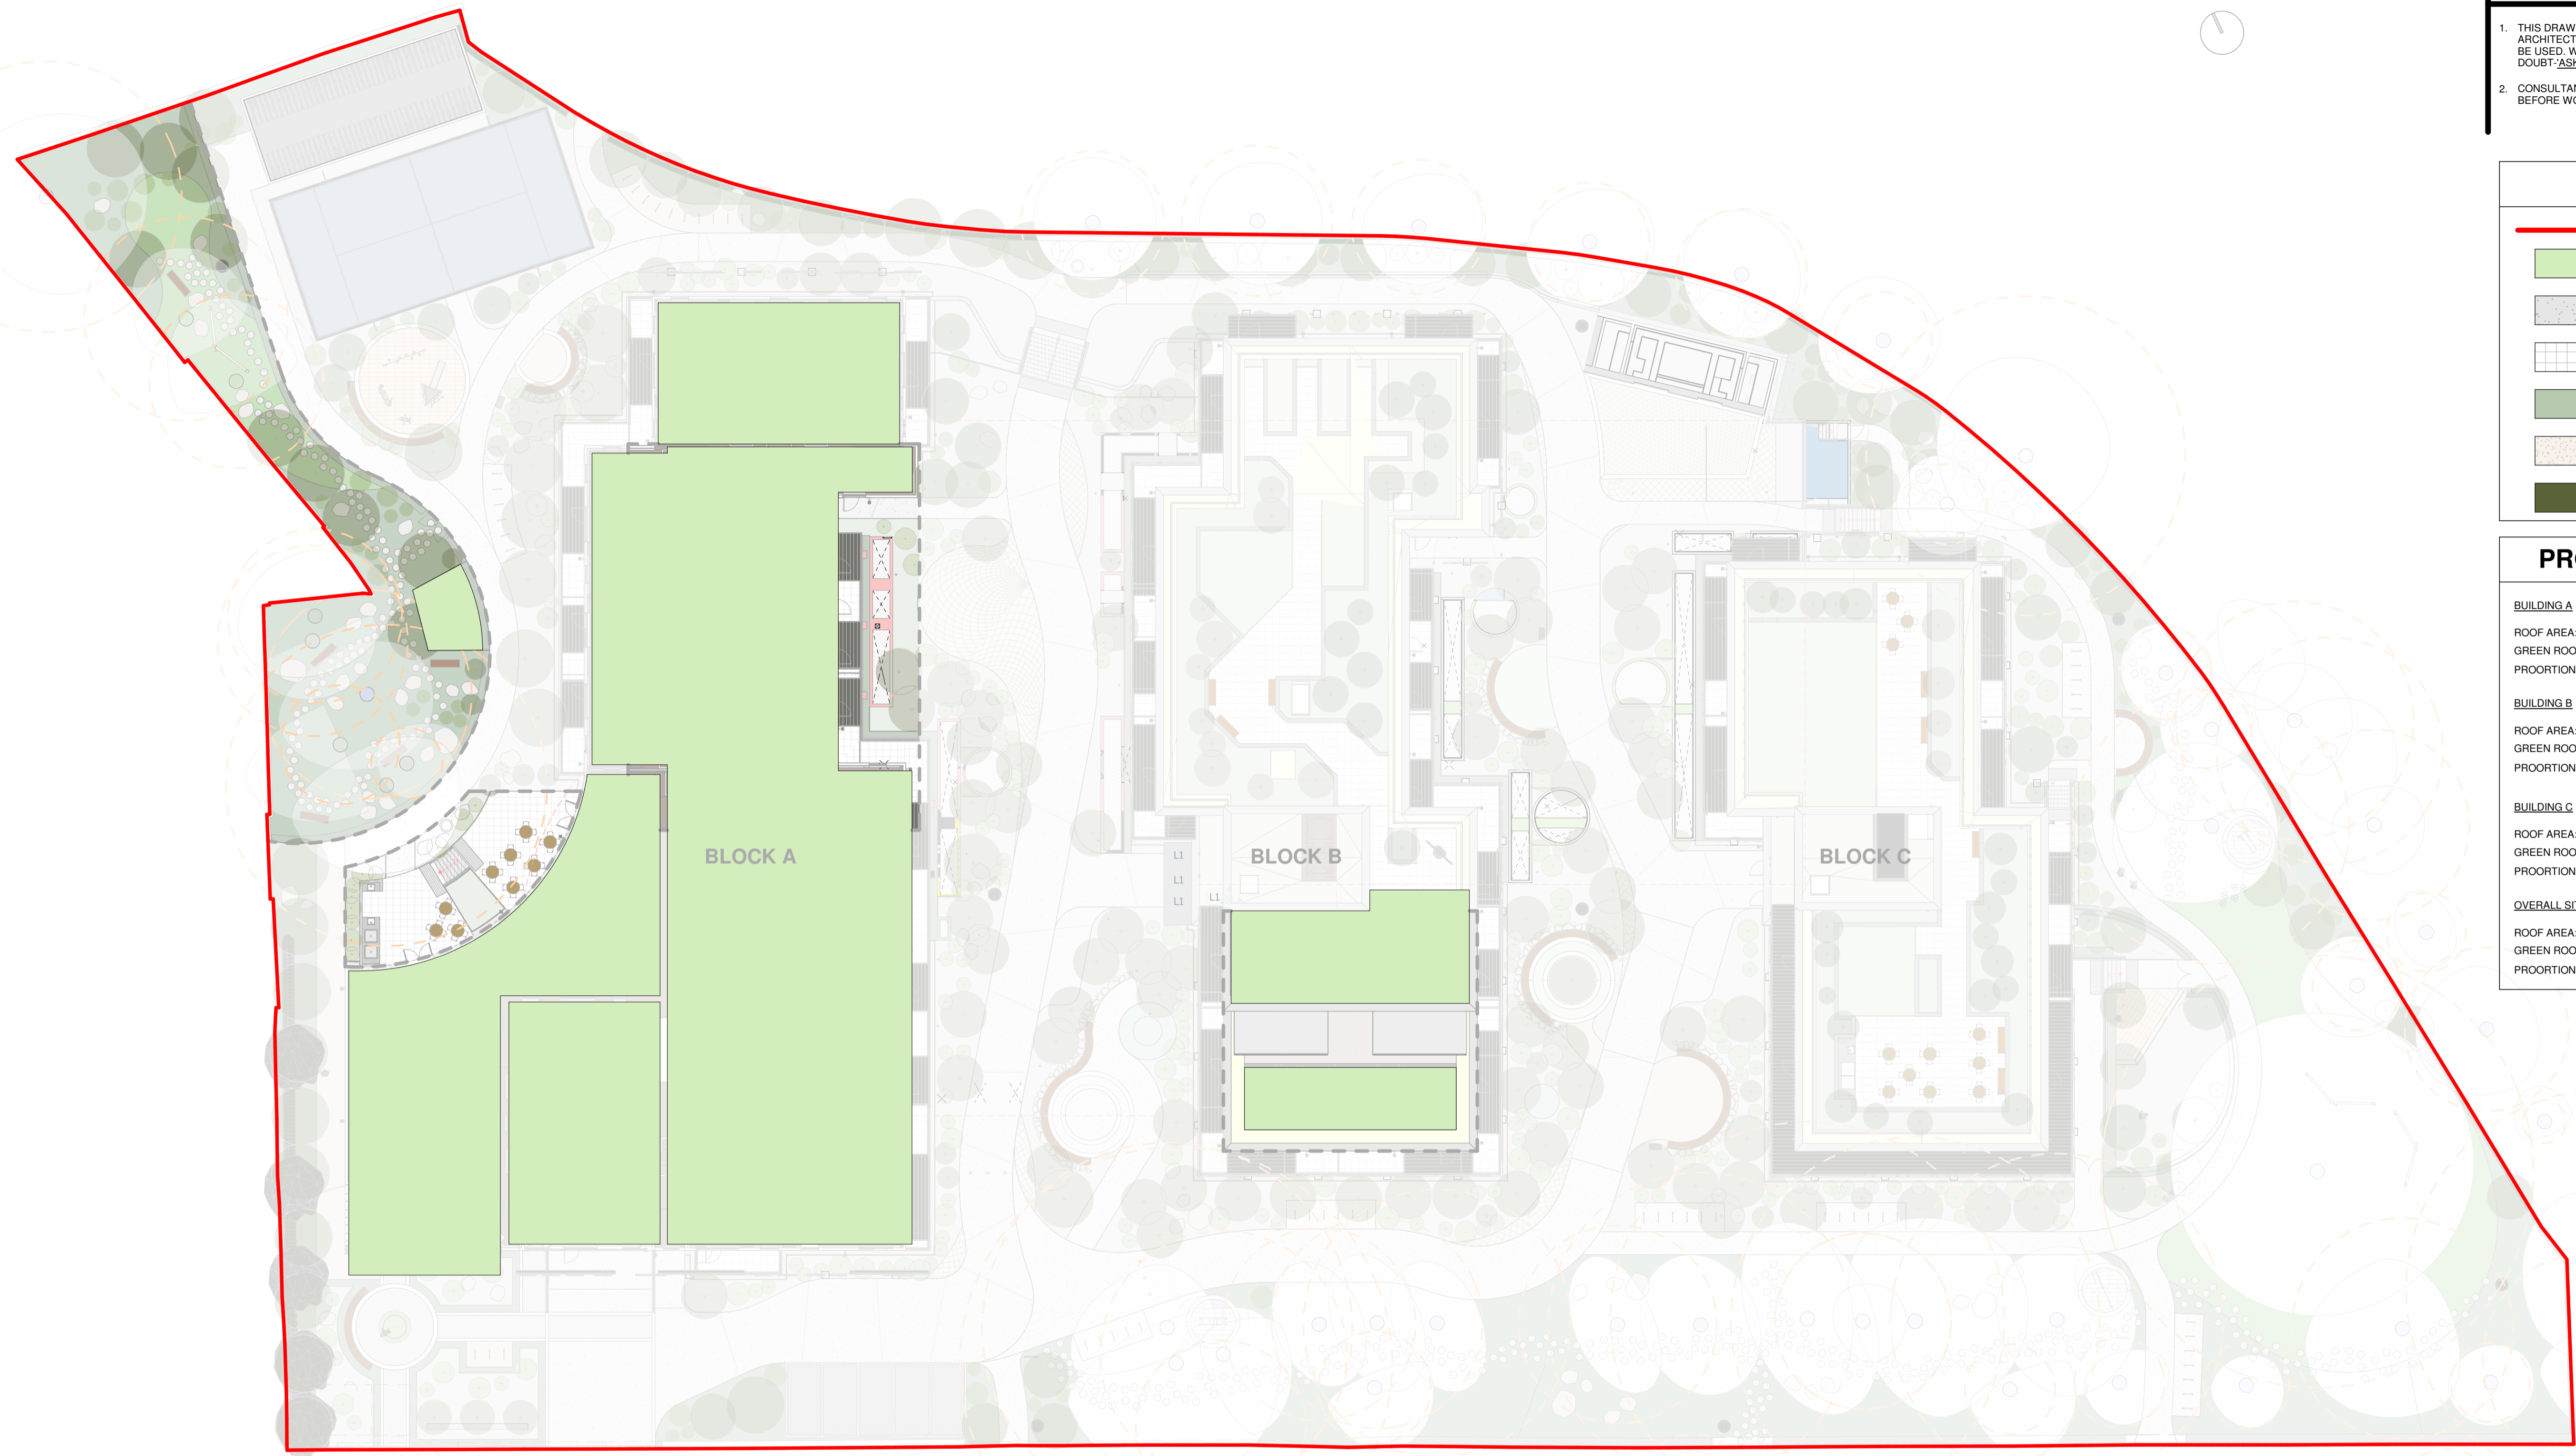 1. THIS DRAW
ARCHITECT
BE USED. W
DOUBT-'ASK
2. CONSULTAN
BEFORE WO
PRO
BUILDING A
ROOF AREA:
GREEN ROO
PROORTION
BUILDING B
ROOF AREA:
GREEN ROO
PROORTION
BUILDING C
ROOF AREA:
GREEN ROO
PROORTION
OVERALL SIT
ROOF AREA:
GREEN ROO
PROORTION
BLOCK A
BLOCK B
BLOCK C
L1
L1
L1
L1